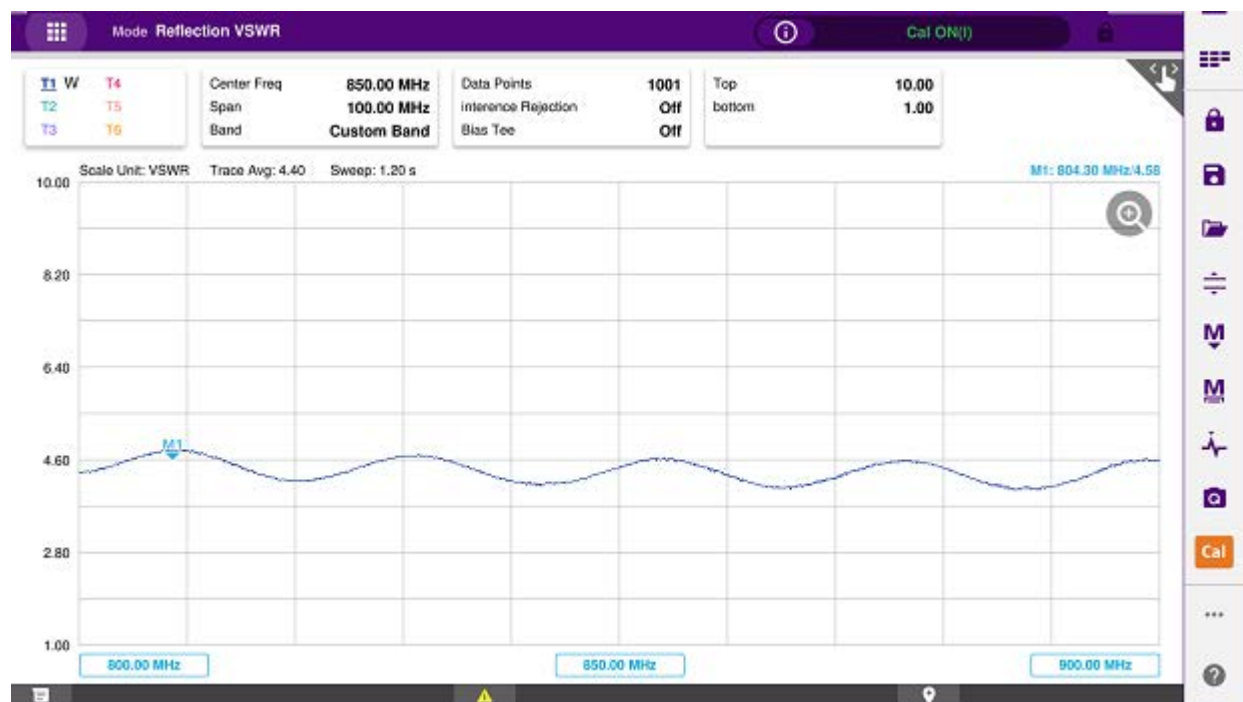 Mode Reflection VSWR
Cal ON(I)
T1 W T4
T2 T5
T3 T6
Center Freq 850.00 MHz
Span 100.00 MHz
Band Custom Band
Data Points 1001
interence Rejection Off
Bias Tee Off
Top 10.00
bottom 1.00
Scale Unit: VSWR Trace Avg: 4.40 Sweep: 1.20 s M1: 804.30 MHz/4.58
10.00
8.20
6.40
M1
4.60
2.80
1.00
800.00 MHz 850.00 MHz 900.00 MHz
M
M
Cal